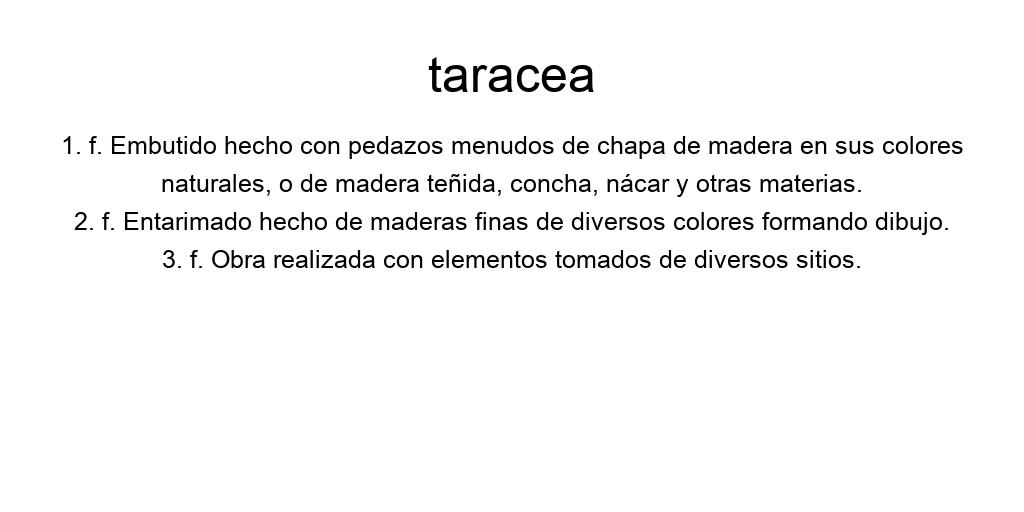 taracea
1. f. Embutido hecho con pedazos menudos de chapa de madera en sus colores
naturales, o de madera teñida, concha, nácar y otras materias.
2. f. Entarimado hecho de maderas finas de diversos colores formando dibujo.
3. f. Obra realizada con elementos tomados de diversos sitios.